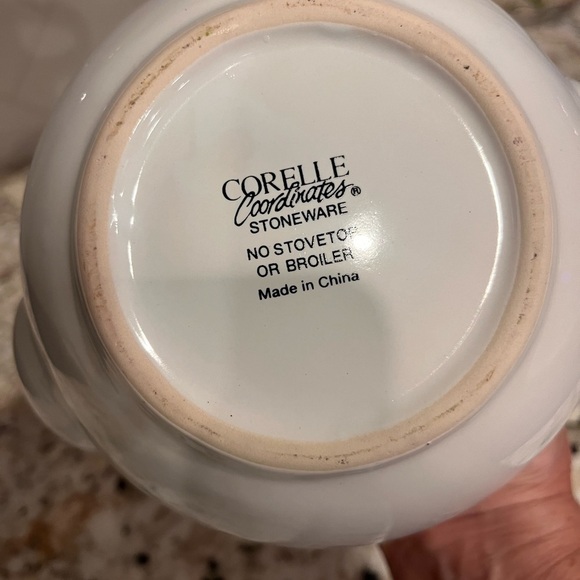 CORELLE
Coordinates®
STONEWARE
NO STOVETOP
OR BROILER
Made in China